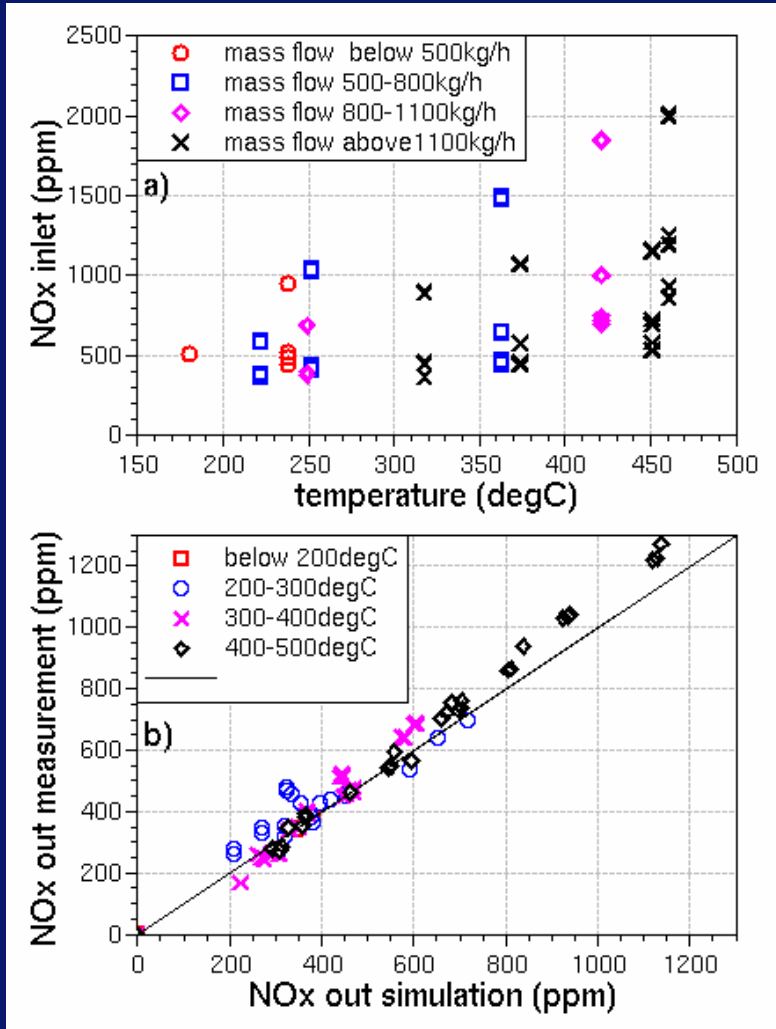 2500
2000
1500
1000
500
0
NOx inlet (ppm)
mass flow below 500kg/h
mass flow 500-800kg/h
mass flow 800-1100kg/h
mass flow above1100kg/h
a)
150 200 250 300 350 400 450 500
temperature (degC)
1200
1000
800
600
400
200
0
NOx out measurement (ppm)
below 200degC
200-300degC
300-400degC
400-500degC
b)
0 200 400 600 800 1000 1200
NOx out simulation (ppm)